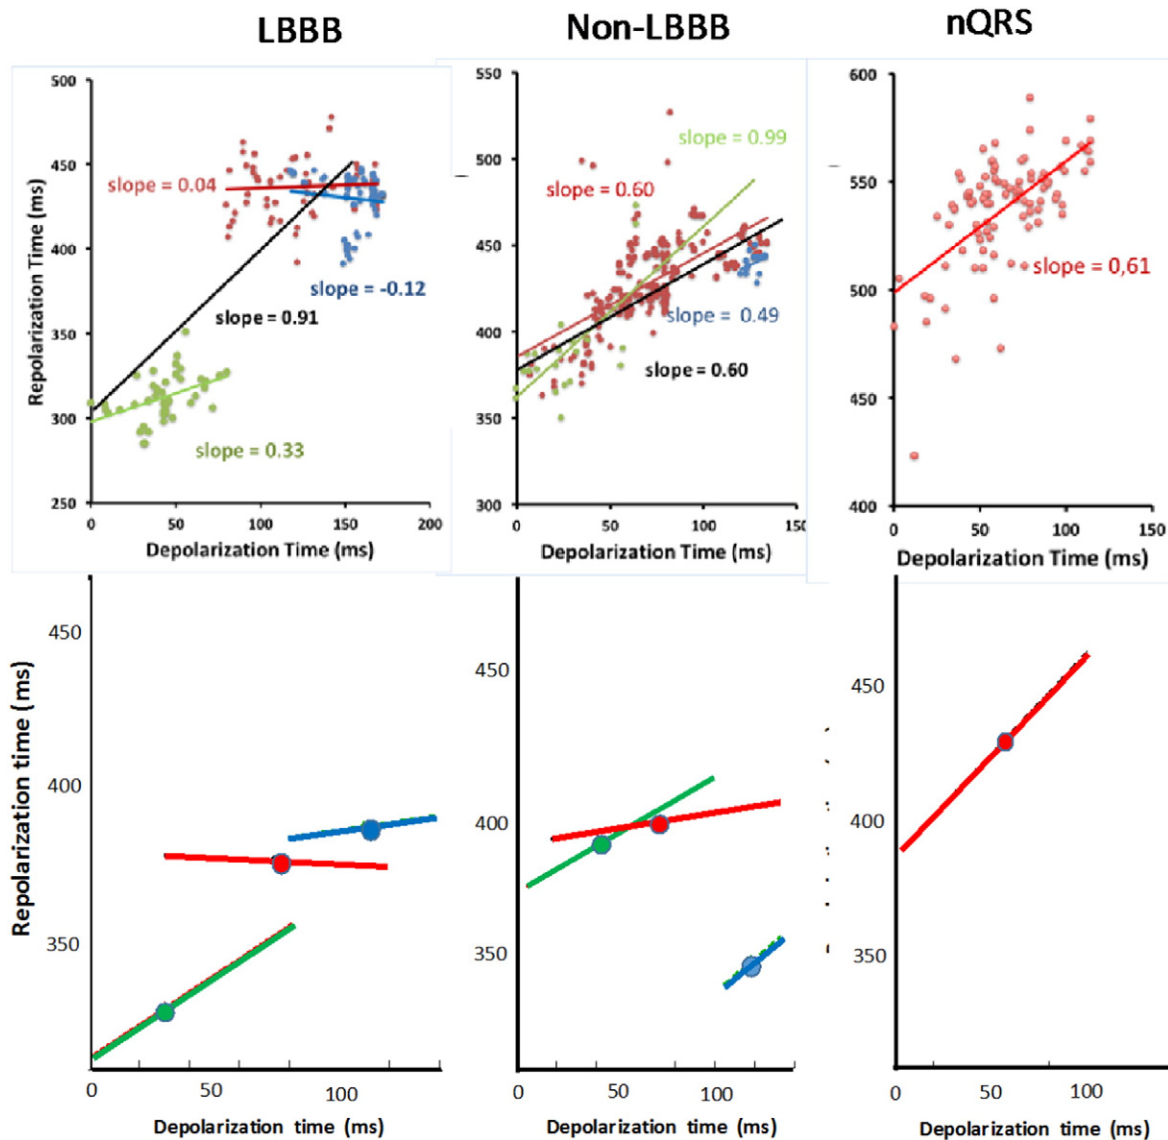 LBBB
Non-LBBB
nQRS
Repolarization Time (ms)
500
450
400
350
300
250
slope = 0.04
slope = -0.12
slope = 0.91
slope = 0.33
0
50
100
150
200
Depolarization Time (ms)
550
500
450
400
350
300
slope = 0.99
slope = 0.60
slope = 0.49
slope = 0.60
0
50
100
150
Depolarization Time (ms)
600
550
500
450
400
slope = 0,61
0
50
100
150
Depolarization Time (ms)
Repolarization time (ms)
450
400
350
0
50
100
Depolarization time (ms)
450
400
350
0
50
100
Depolarization time (ms)
450
400
350
0
50
100
Depolarization time (ms)